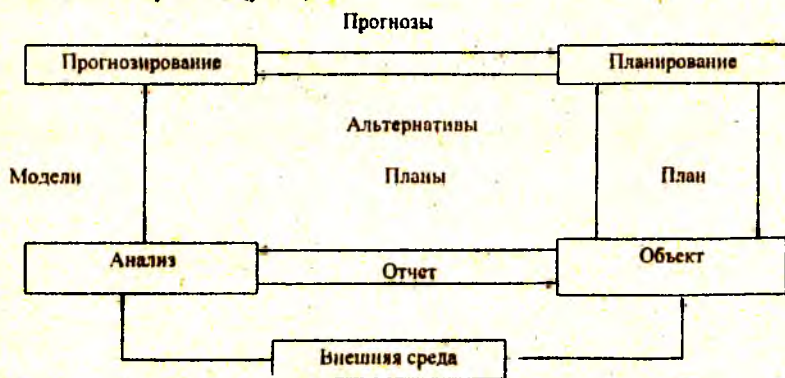 Прогнозы
Прогнозирование
Планирование
Альтернативы
Модели
Планы
План
Анализ
Отчет
Объект
Внешняя среда